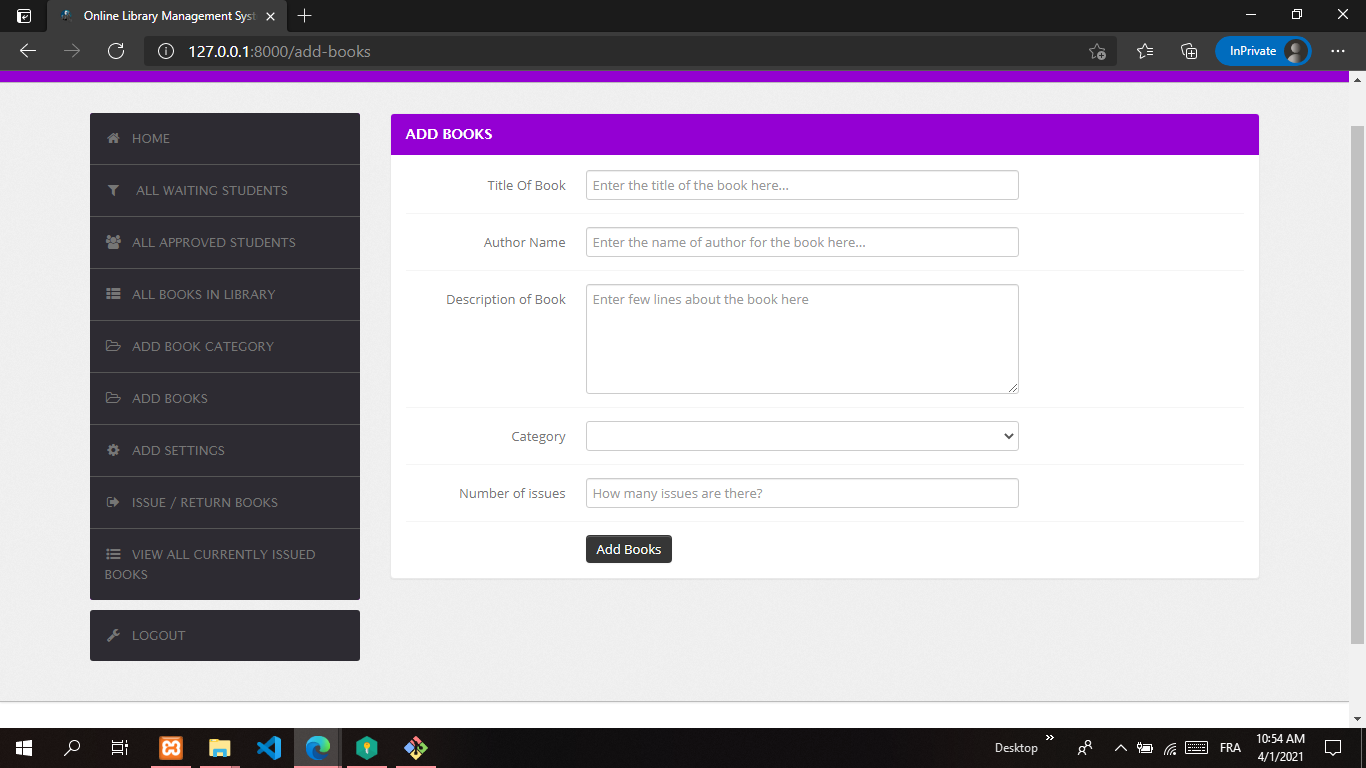 Online Library Management Syst
127.0.0.1:8000/add-books
InPrivate
HOME
ALL WAITING STUDENTS
ALL APPROVED STUDENTS
ALL BOOKS IN LIBRARY
ADD BOOK CATEGORY
ADD BOOKS
ADD SETTINGS
ISSUE / RETURN BOOKS
VIEW ALL CURRENTLY ISSUED
BOOKS
LOGOUT
ADD BOOKS
Title Of Book
Enter the title of the book here...
Author Name
Enter the name of author for the book here...
Description of Book
Enter few lines about the book here
Category
Number of issues
How many issues are there?
Add Books
Desktop
FRA
10:54 AM
4/1/2021